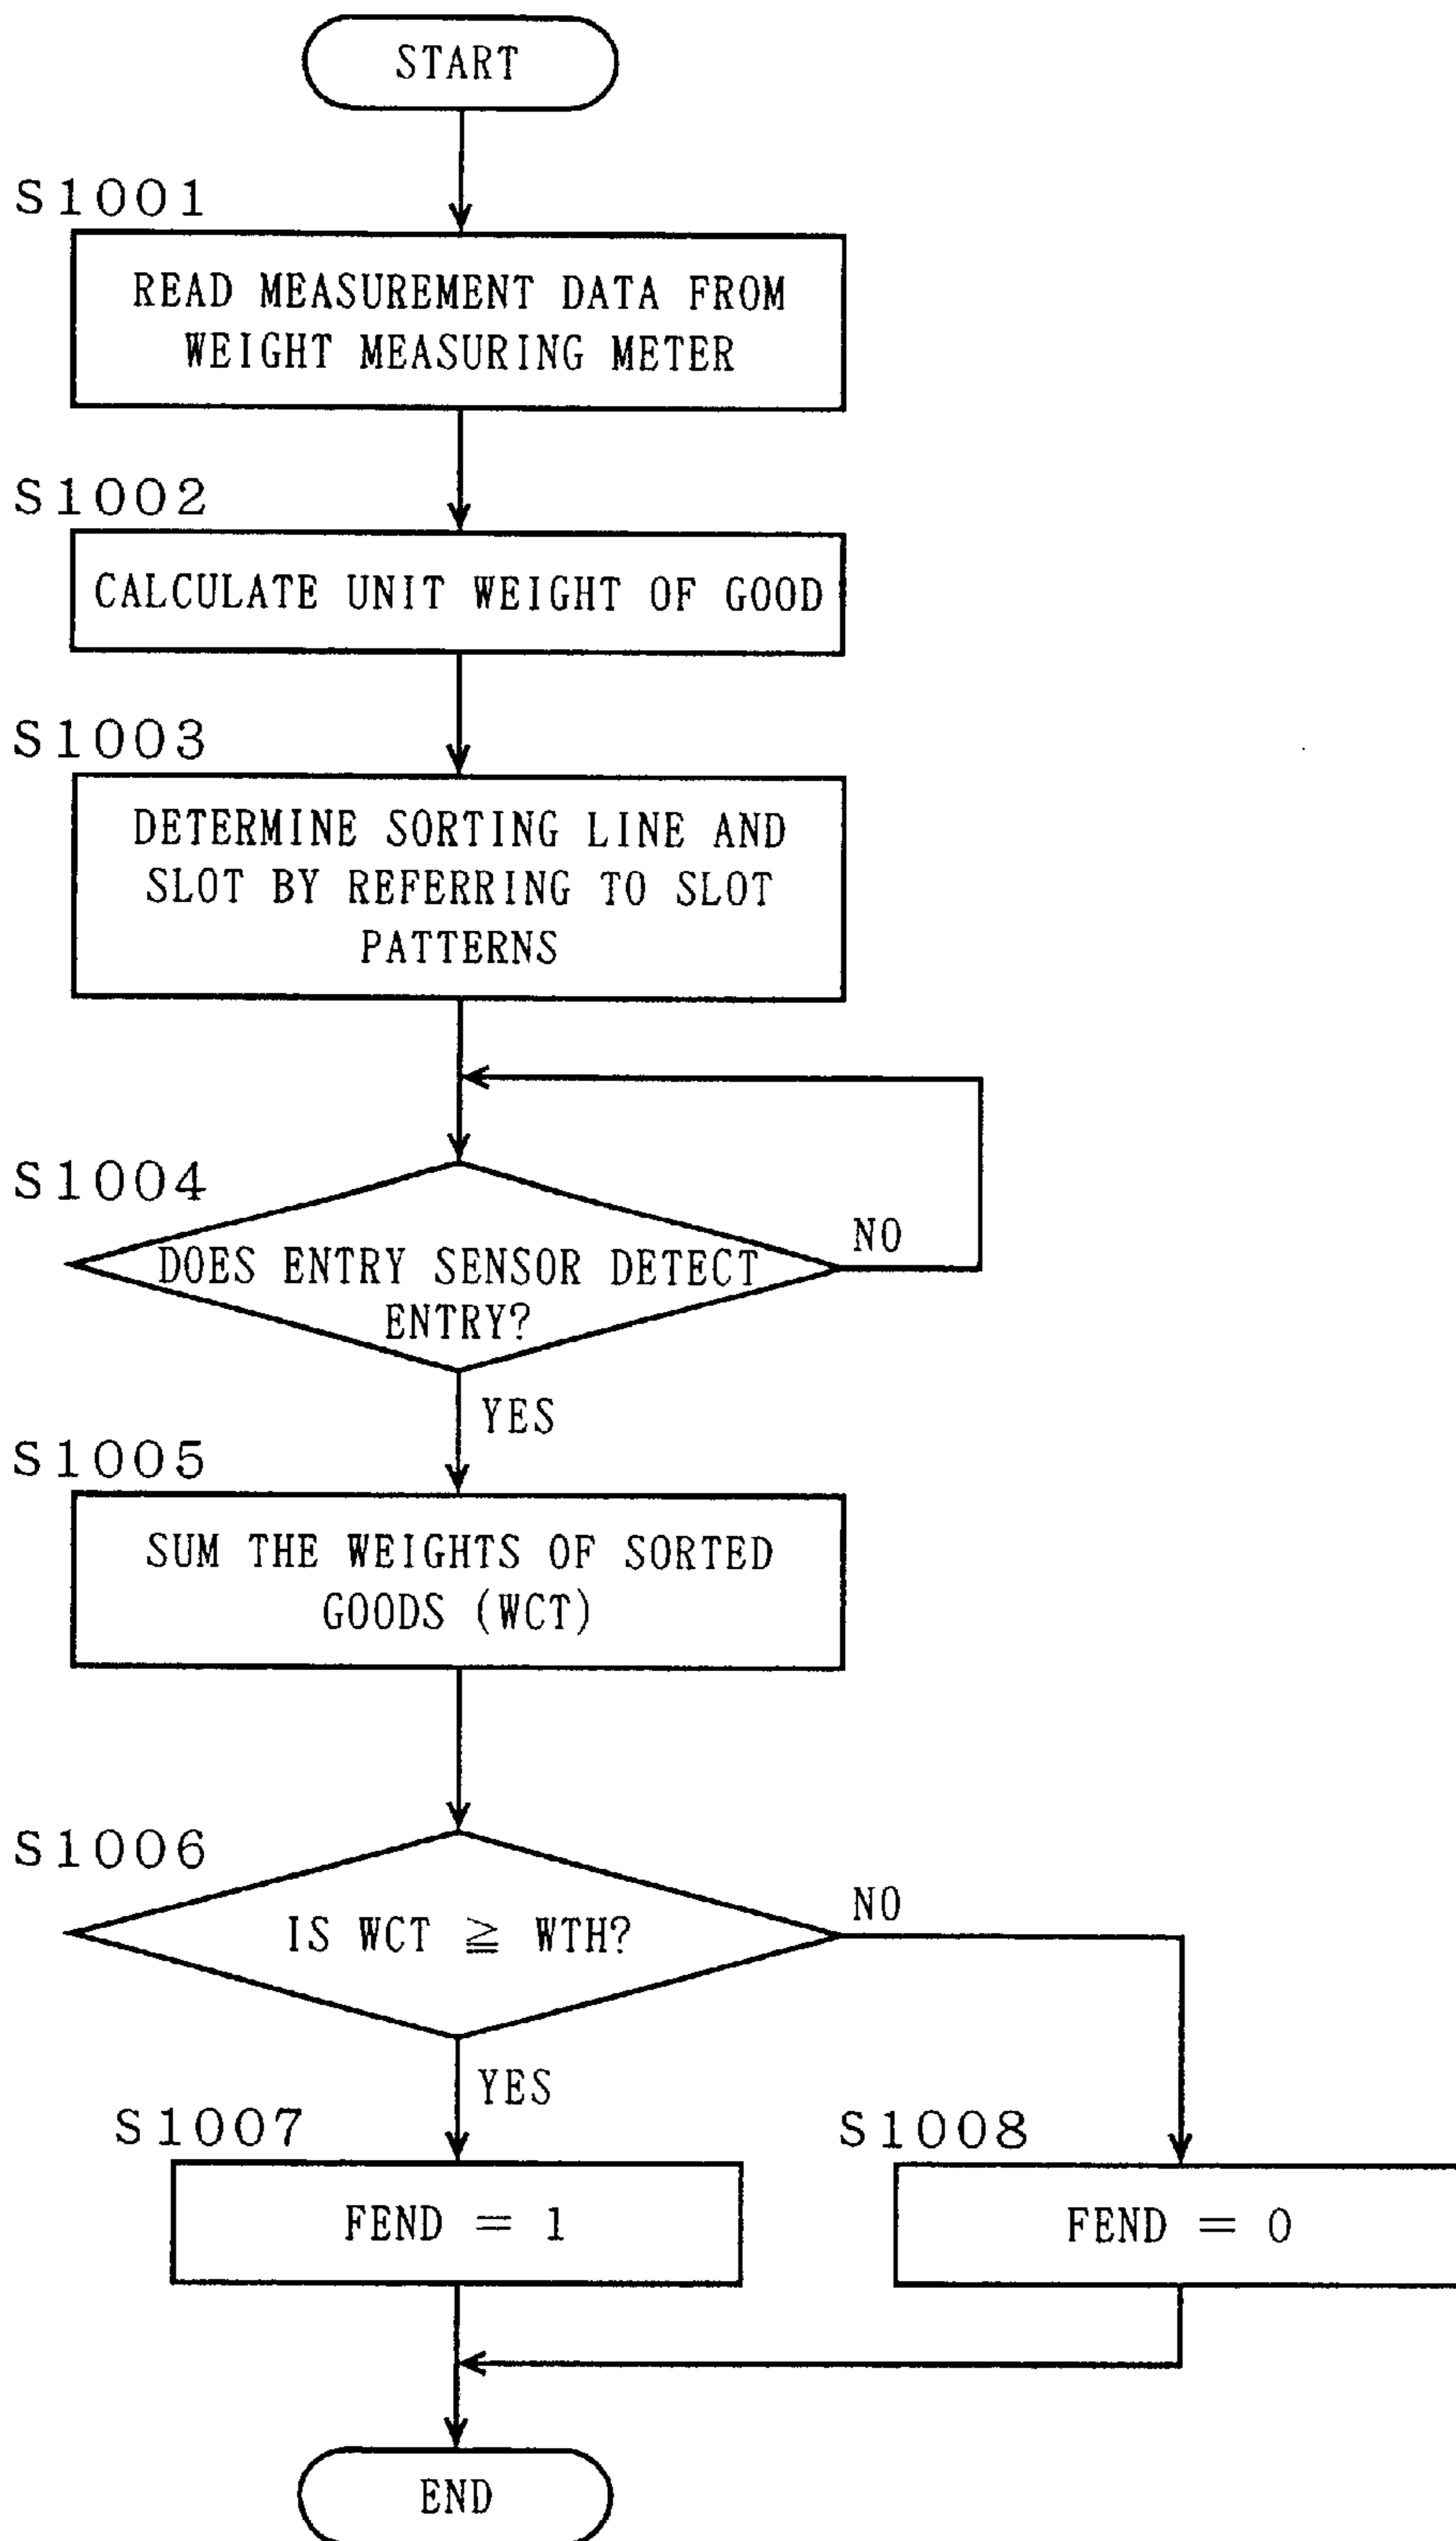 START
S1001
READ MEASUREMENT DATA FROM
WEIGHT MEASURING METER
S1002
CALCULATE UNIT WEIGHT OF GOOD
S1003
DETERMINE SORTING LINE AND
SLOT BY REFERRING TO SLOT
PATTERNS
S1004
NO
DOES ENTRY SENSOR DETECT
ENTRY?
YES
S1005
SUM THE WEIGHTS OF SORTED
GOODS (WCT)
S1006
NO
IS WCT ≧ WTH?
YES
S1007
S1008
FEND = 1
FEND = 0
END